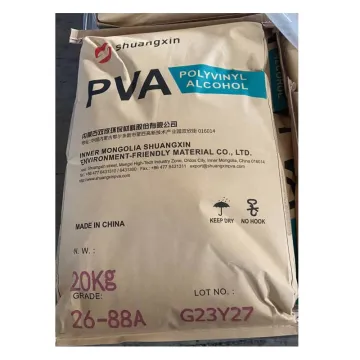 shuangxin
PVA
POLYVINYL
ALCOHOL
INNER MONGOLIA SHUANGXIN
ENVIRONMENT-FRIENDLY MATERIAL CO., LTD.
MADE IN CHINA
KEEP DRY
NO HOOK
N. W.:
20KG
GRADE:
LOT NO.:
26-88A
G23Y27